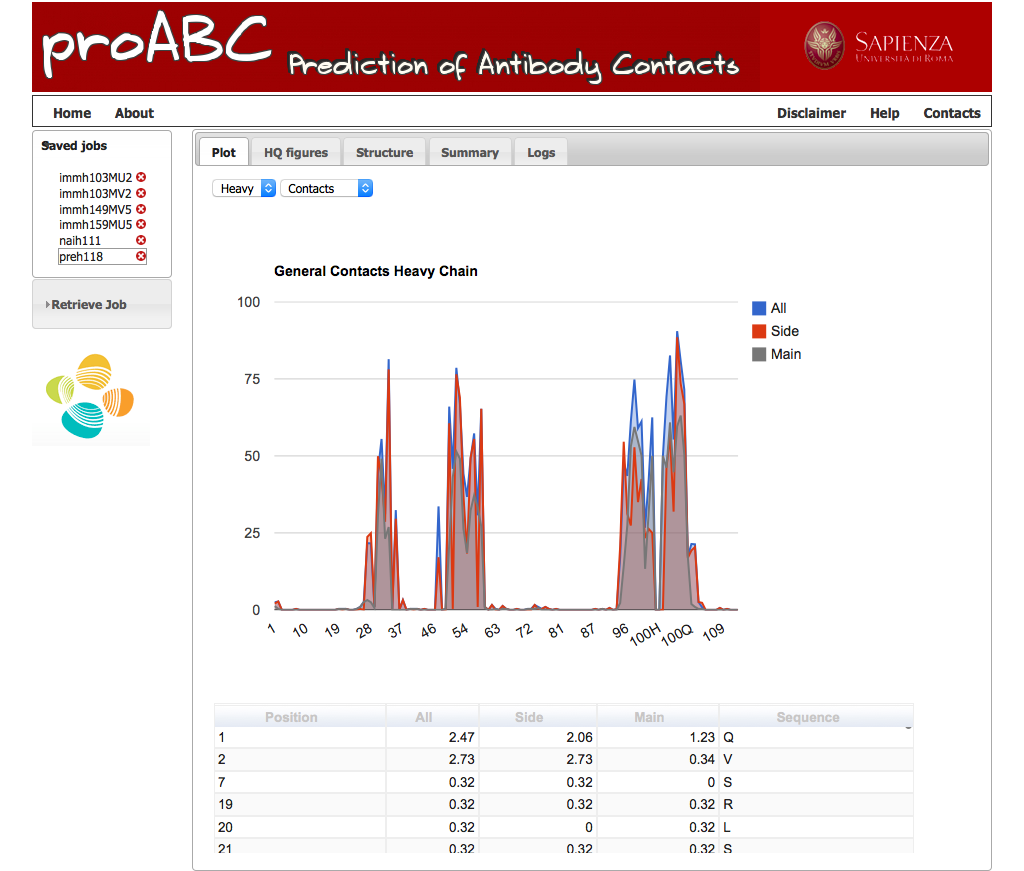 proABC Prediction of Antibody Contacts
SAPIENZA
UNIVERSITÀ DI ROMA
Home About Disclaimer Help Contacts
Saved jobs
immh103MU2
immh103MV2
immh149MV5
immh159MU5
naih111
preh118
Retrieve Job
Plot HQ figures Structure Summary Logs
Heavy Contacts
General Contacts Heavy Chain
100
75
50
25
0
1 10 19 28 37 46 54 63 72 81 87 96 100H 100Q 109
All
Side
Main
Position All Side Main Sequence
1 2.47 2.06 1.23 Q
2 2.73 2.73 0.34 V
7 0.32 0.32 0 S
19 0.32 0.32 0.32 R
20 0.32 0 0.32 L
21 0.32 0.32 0.32 S